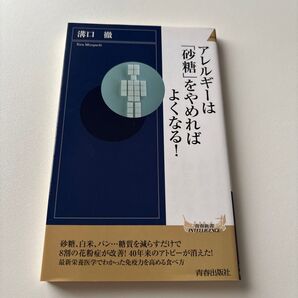 溝口 徹
Toru Mizoguchi
アレルギーは
「砂糖」をやめれば
よくなる！
青春新書
INTELLIGENCE
砂糖、白米、パン…糖質を減らすだけで
8割の花粉症が改善！40年来のアトピーが消えた！
最新栄養医学でわかった免疫力を高める食べ方
青春出版社